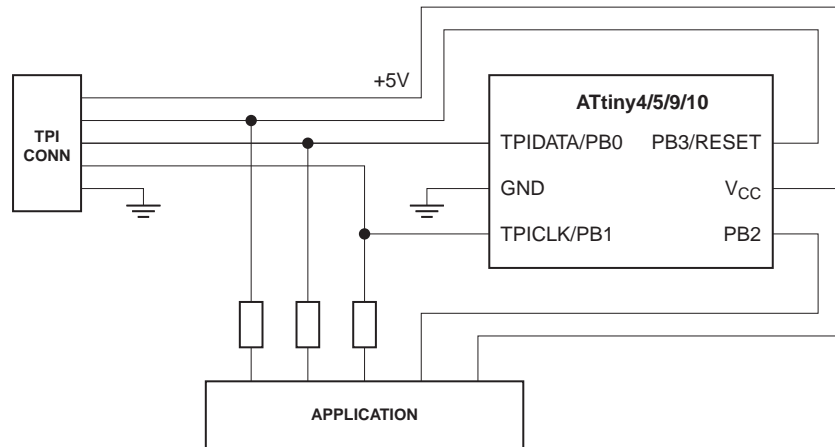 +5V
ATtiny4/5/9/10
TPI
CONN
TPIDATA/PB0
PB3/RESET
GND
VCC
TPICLK/PB1
PB2
APPLICATION